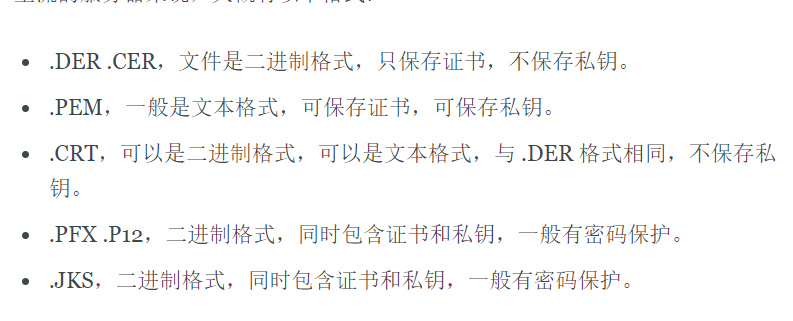 .DER .CER，文件是二进制格式，只保存证书，不保存私钥。
.PEM，一般是文本格式，可保存证书，可保存私钥。
.CRT，可以是二进制格式，可以是文本格式，与 .DER 格式相同，不保存私
钥。
.PFX .P12，二进制格式，同时包含证书和私钥，一般有密码保护。
.JKS，二进制格式，同时包含证书和私钥，一般有密码保护。